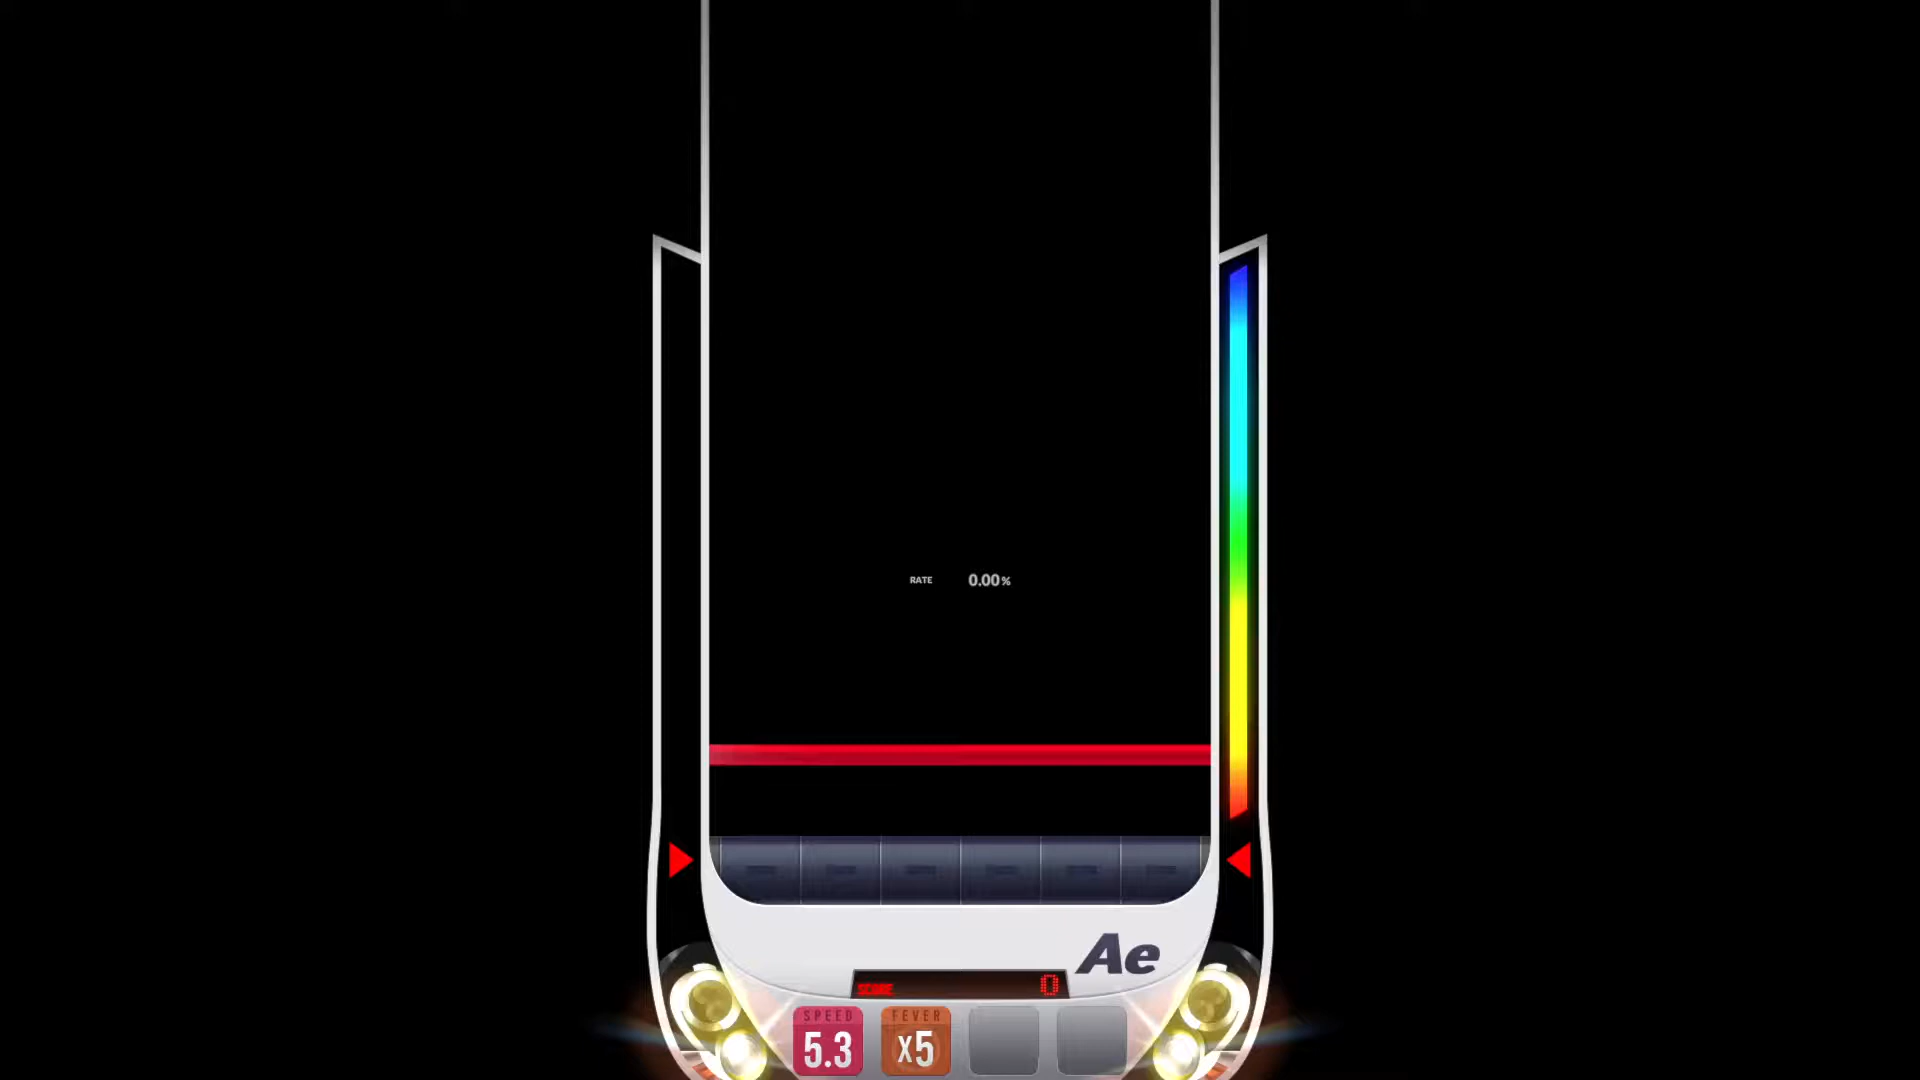 RATE 0.00%
Ae
SCORE 0
SPEED FEVER
5.3 X5